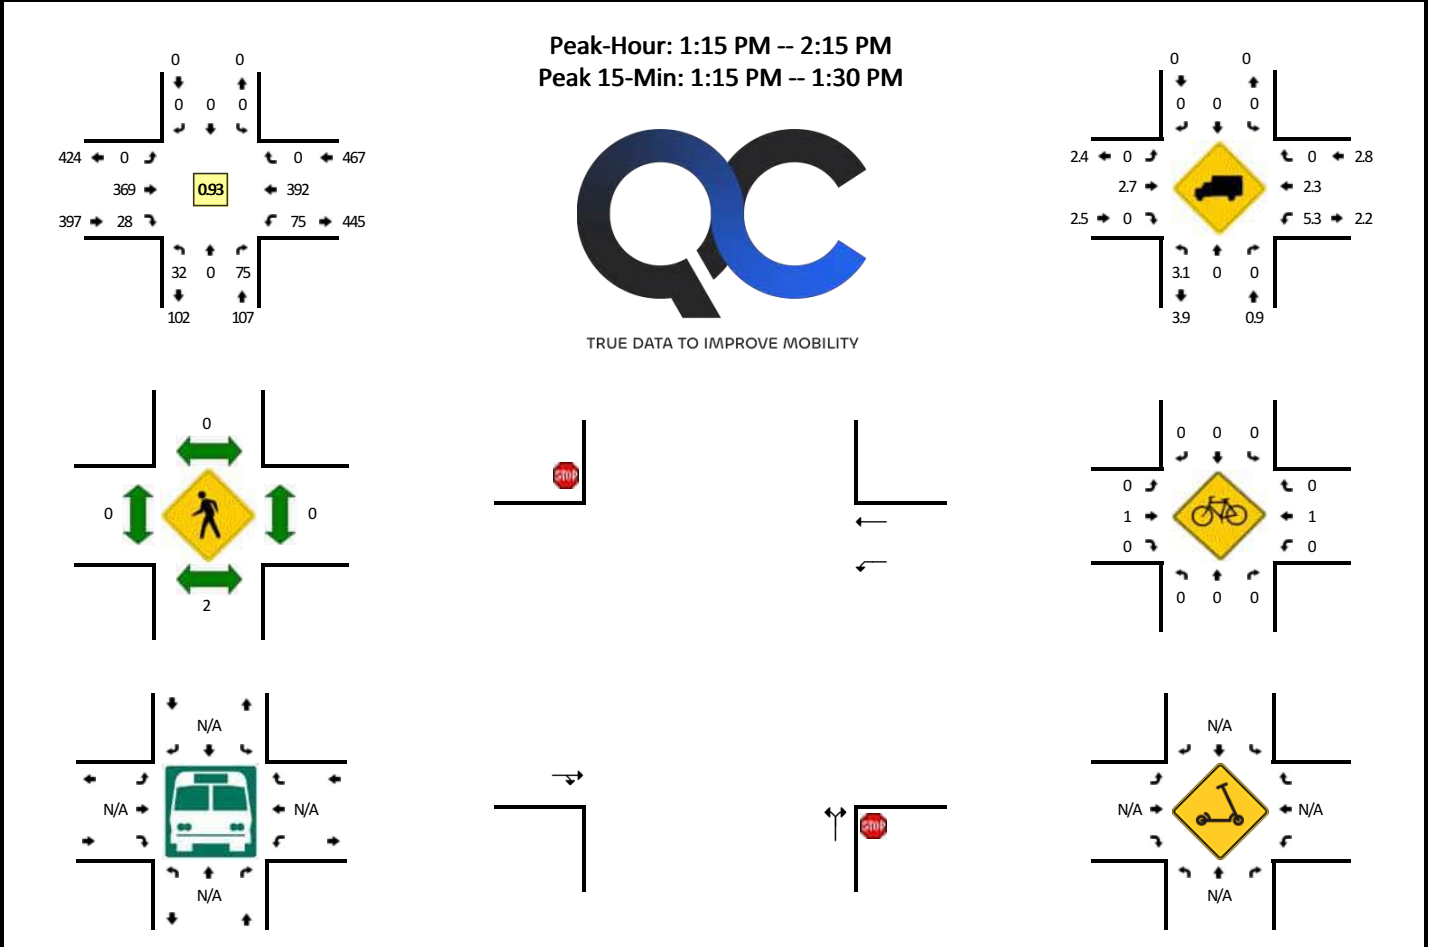 Peak-Hour: 1:15 PM -- 2:15 PM
Peak 15-Min: 1:15 PM -- 1:30 PM
0 0
0 0 0
424 0 0 467
369 0.93 392
397 28 75 445
32 0 75
102 107
QC
TRUE DATA TO IMPROVE MOBILITY
0 0
0 0 0
2.4 0 0 2.8
2.7 2.3
2.5 0 5.3 2.2
3.1 0 0
3.9 0.9
0
0 0
2
STOP
STOP
0 0 0
0 0
1 1
0 0
0 0 0
N/A
N/A N/A
N/A
N/A
N/A N/A
N/A